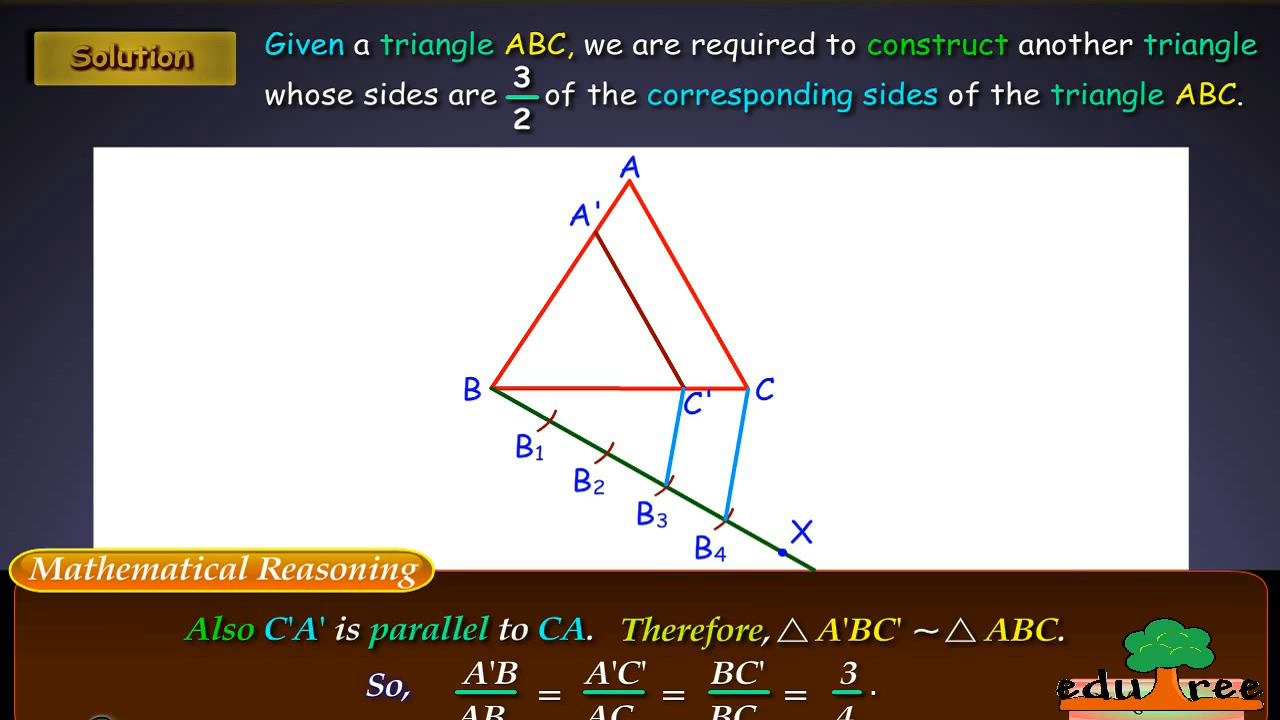 Solution
Given a triangle ABC, we are required to construct another triangle
whose sides are 3/2 of the corresponding sides of the triangle ABC.
A
A'
B
C'
C
B1
B2
B3
B4
X
Mathematical Reasoning
Also C'A' is parallel to CA. Therefore, △ A'BC' ~ △ ABC.
So, A'B/AB = A'C'/AC = BC'/BC = 3/4 .
edutree